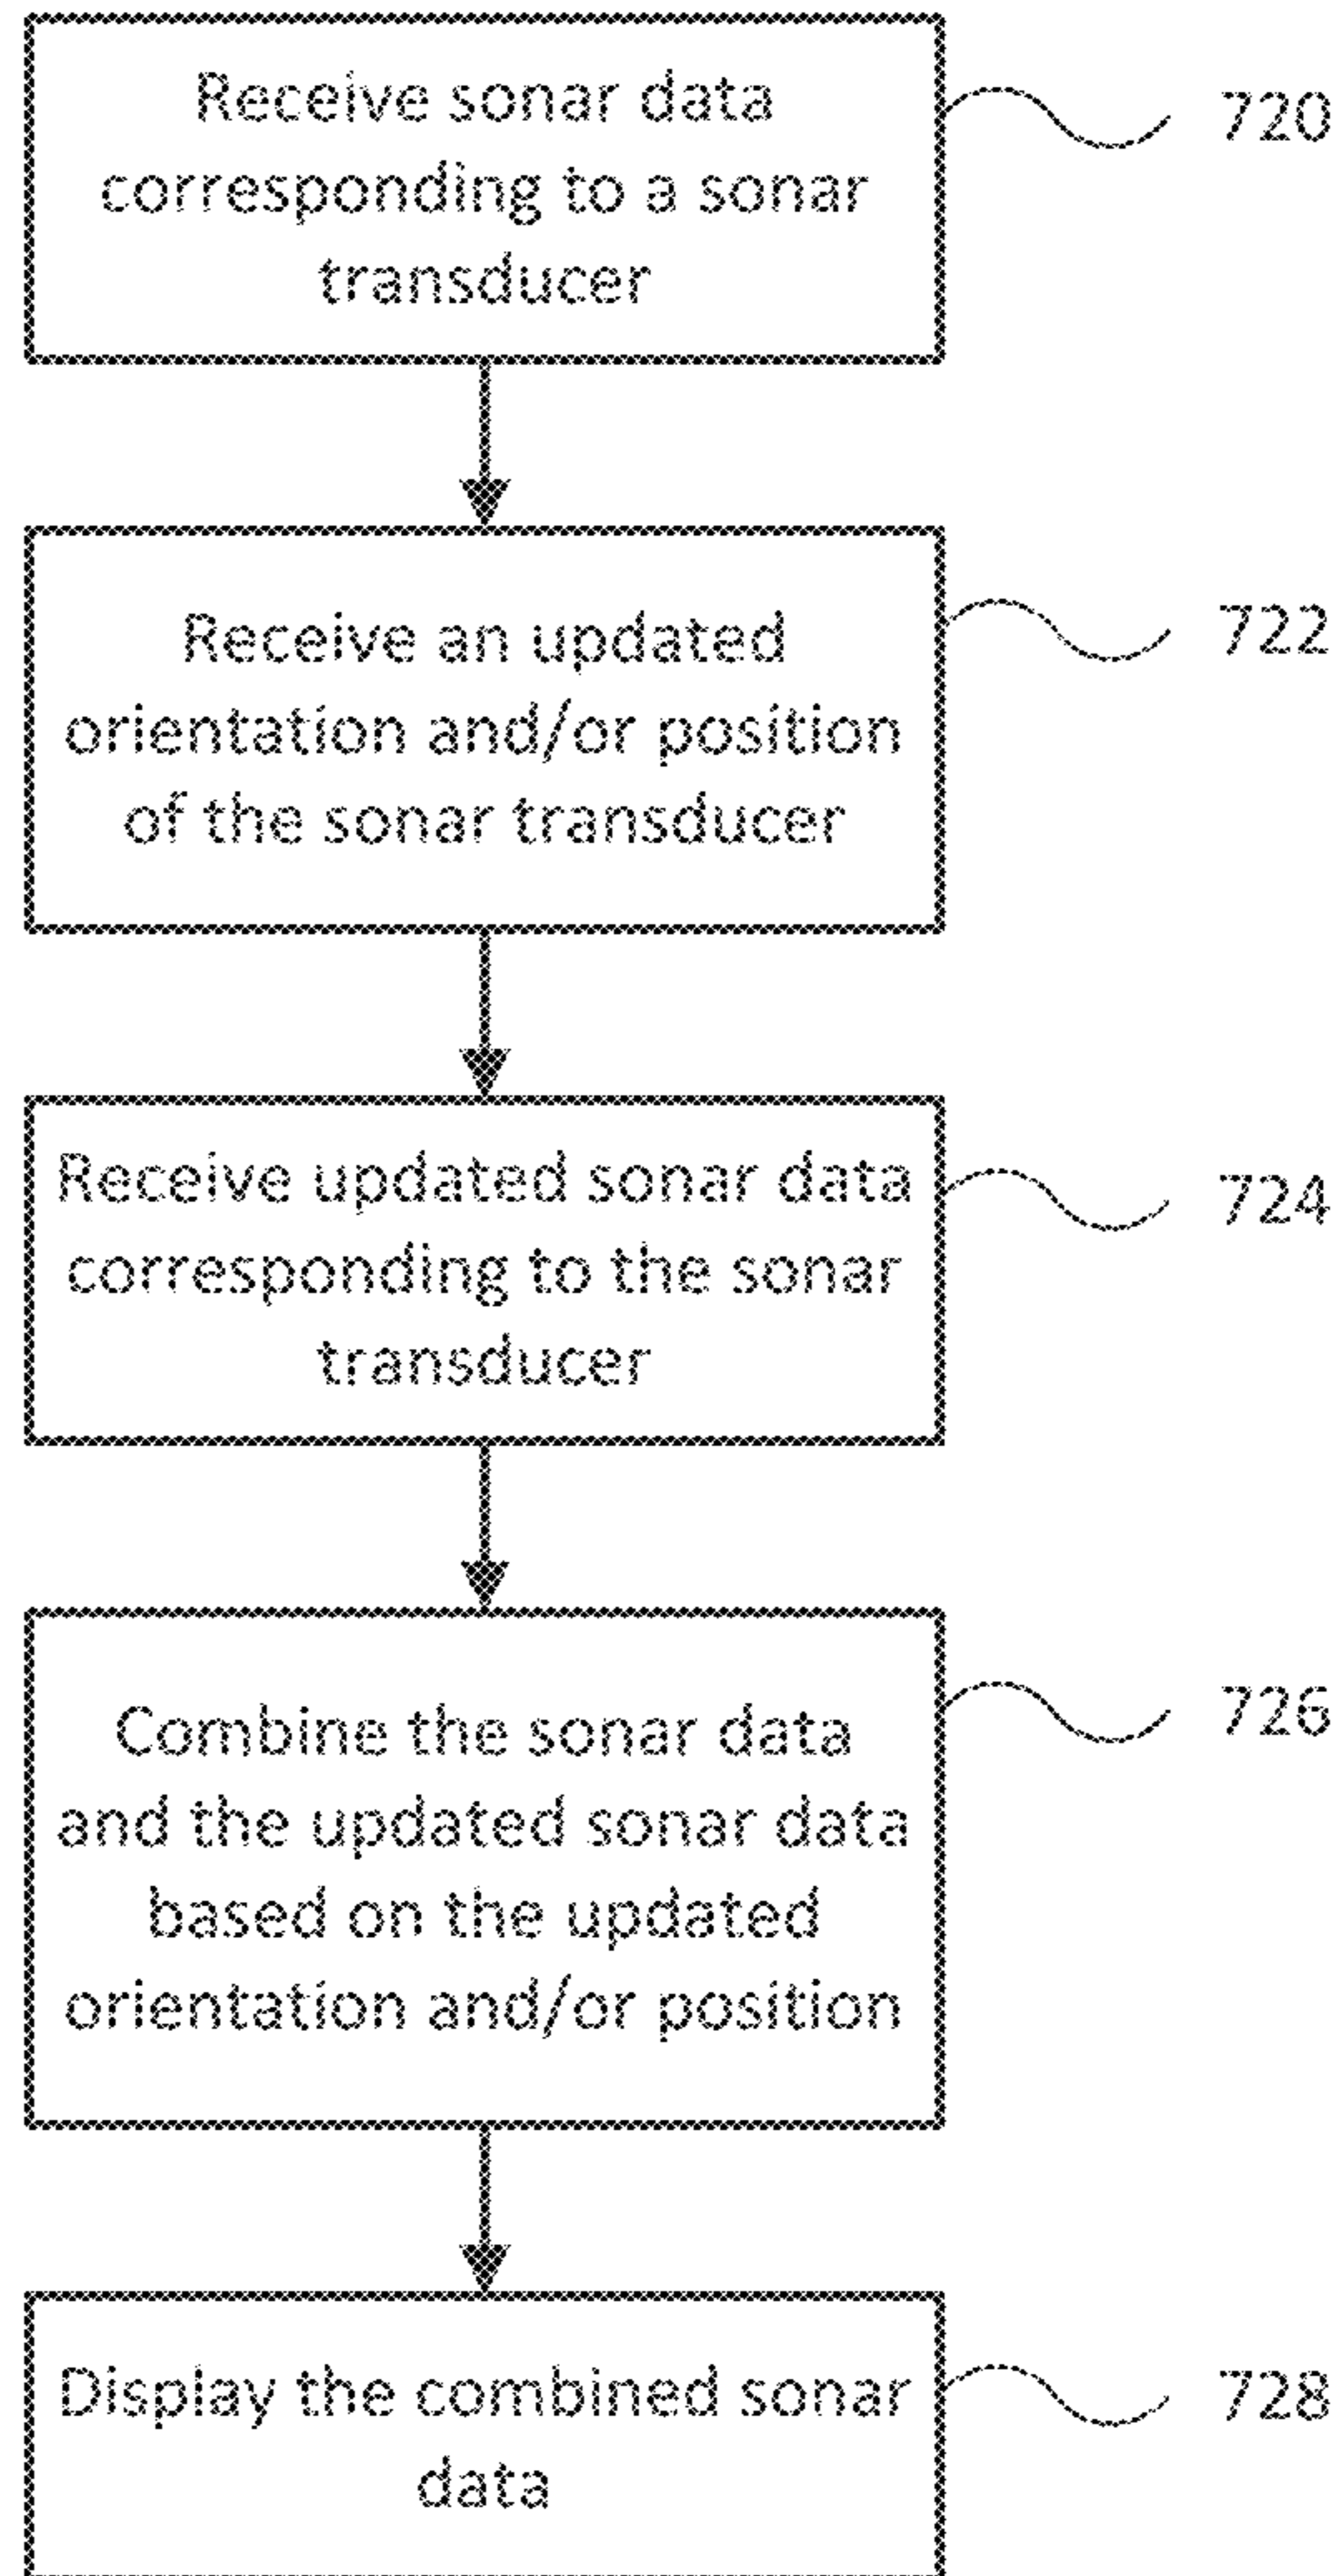 Receive sonar data
720
corresponding to a sonar
transducer
Receive an updated
722
orientation and/or position
of the sonar transducer
Receive updated sonar data
724
corresponding to the sonar
transducer
Combine the sonar data
726
and the updated sonar data
based on the updated
orientation and/or position
Display the combined sonar
728
data